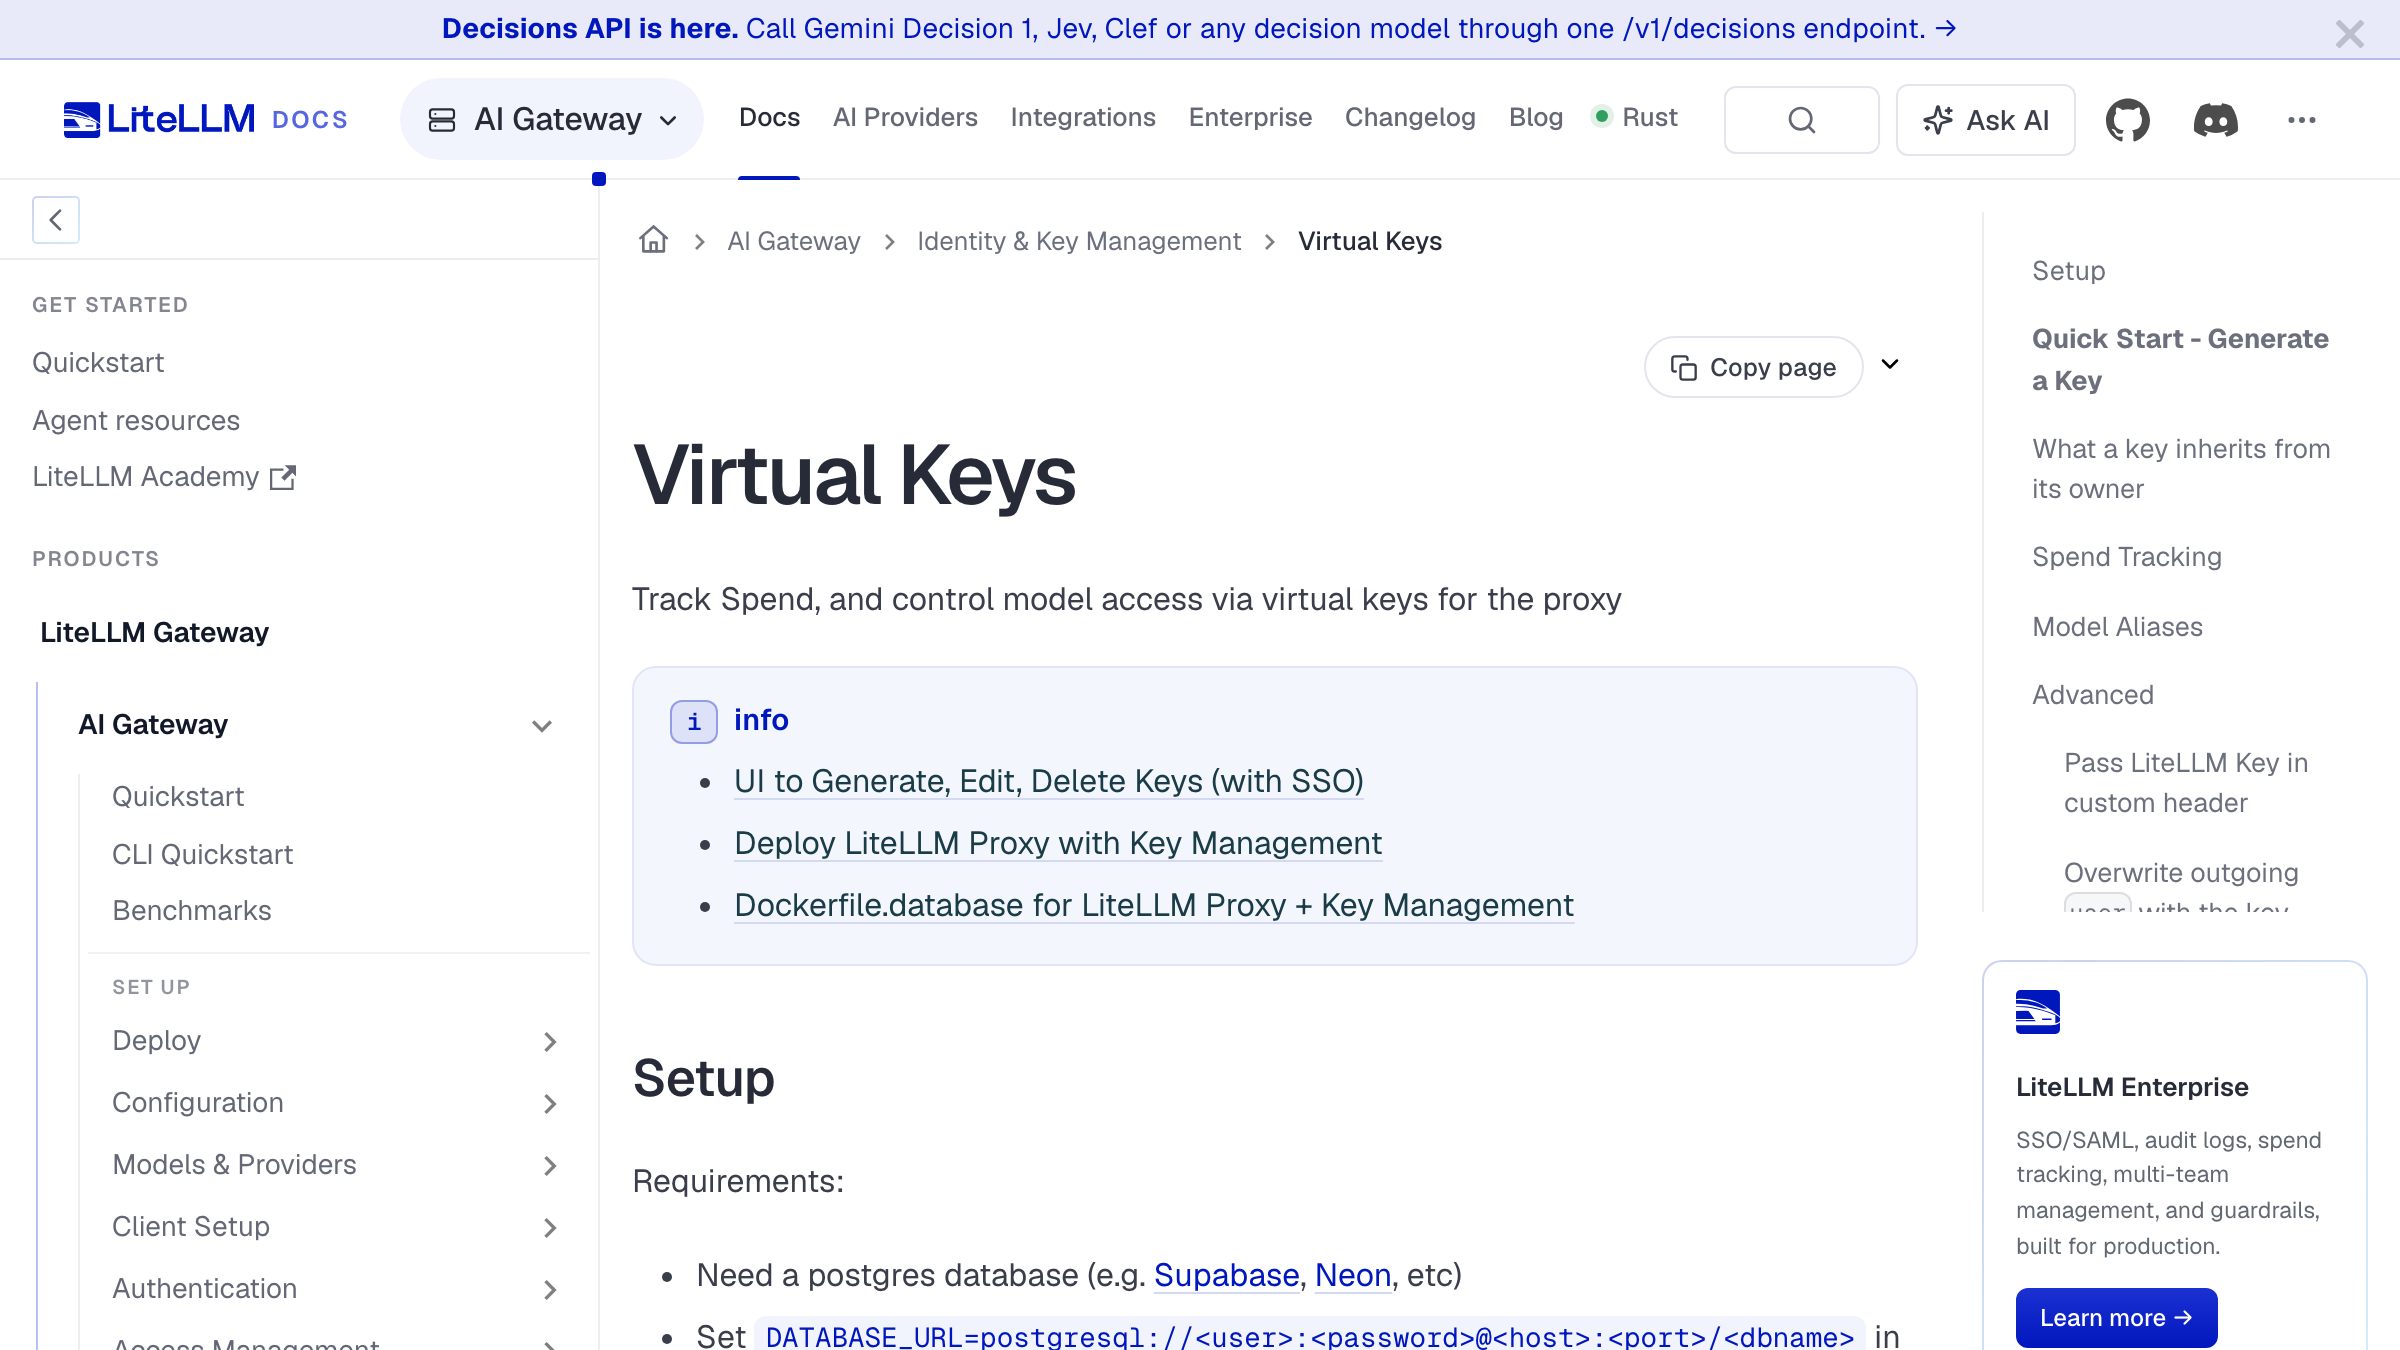 Decisions API is here. Call Gemini Decision 1, Jev, Clef or any decision model through one /v1/decisions endpoint. →
LiteLLM DOCS
AI Gateway
Docs
AI Providers
Integrations
Enterprise
Changelog
Blog
Rust
Ask AI
GET STARTED
Quickstart
Agent resources
LiteLLM Academy
PRODUCTS
LiteLLM Gateway
AI Gateway
Quickstart
CLI Quickstart
Benchmarks
SET UP
Deploy
Configuration
Models & Providers
Client Setup
Authentication
Access Management
AI Gateway > Identity & Key Management > Virtual Keys
Copy page
Virtual Keys
Track Spend, and control model access via virtual keys for the proxy
i info
• UI to Generate, Edit, Delete Keys (with SSO)
• Deploy LiteLLM Proxy with Key Management
• Dockerfile.database for LiteLLM Proxy + Key Management
Setup
Requirements:
• Need a postgres database (e.g. Supabase, Neon, etc)
• Set DATABASE_URL=postgresql://<user>:<password>@<host>:<port>/<dbname> in
Setup
Quick Start - Generate
a Key
What a key inherits from
its owner
Spend Tracking
Model Aliases
Advanced
Pass LiteLLM Key in
custom header
Overwrite outgoing
user with the key
LiteLLM Enterprise
SSO/SAML, audit logs, spend
tracking, multi-team
management, and guardrails,
built for production.
Learn more →